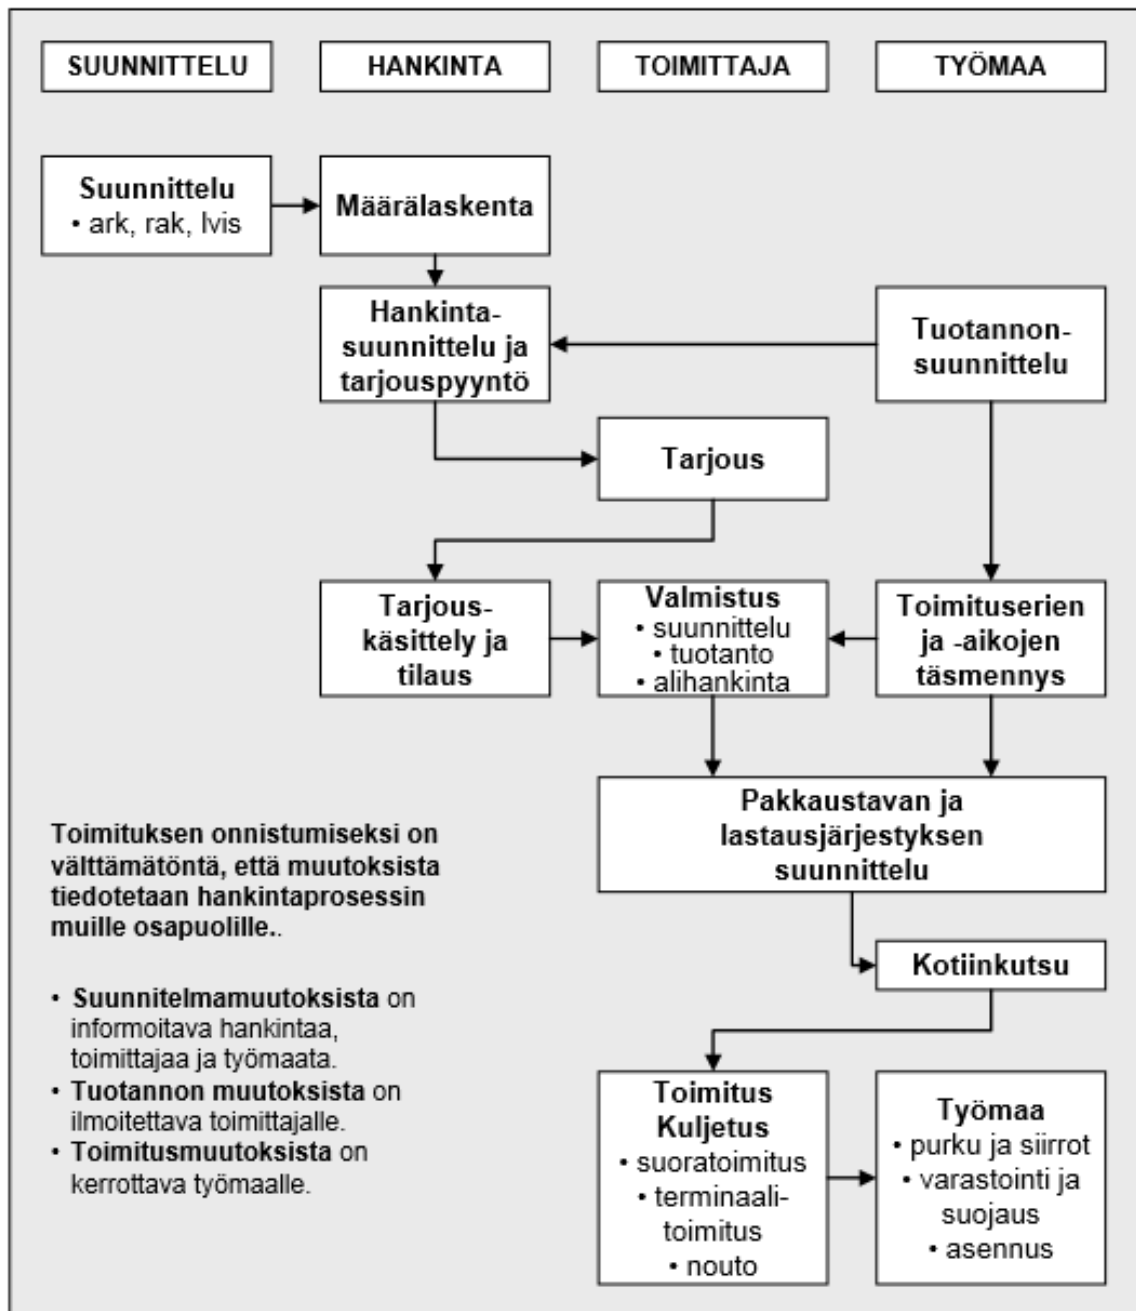 SUUNNITTELU
HANKINTA
TOIMITTAJA
TYÖMAA
Suunnittelu
• ark, rak, lvis
Määrälaskenta
Hankinta-
suunnittelu ja
tarjouspyyntö
Tuotannon-
suunnittelu
Tarjous
Tarjous-
käsittely ja
tilaus
Valmistus
• suunnittelu
• tuotanto
• alihankinta
Toimituserien
ja -aikojen
täsmennys
Pakkaustavan ja
lastausjärjestyksen
suunnittelu
Toimituksen onnistumiseksi on
välttämätöntä, että muutoksista
tiedotetaan hankintaprosessin
muille osapuolille..
Kotiinkutsu
• Suunnitelmamuutoksista on
informoitava hankintaa,
toimittajaa ja työmaata.
• Tuotannon muutoksista on
ilmoitettava toimittajalle.
• Toimitusmuutoksista on
kerrottava työmaalle.
Toimitus
Kuljetus
• suoratoimitus
• terminaali-
toimitus
• nouto
Työmaa
• purku ja siirrot
• varastointi ja
suojaus
• asennus